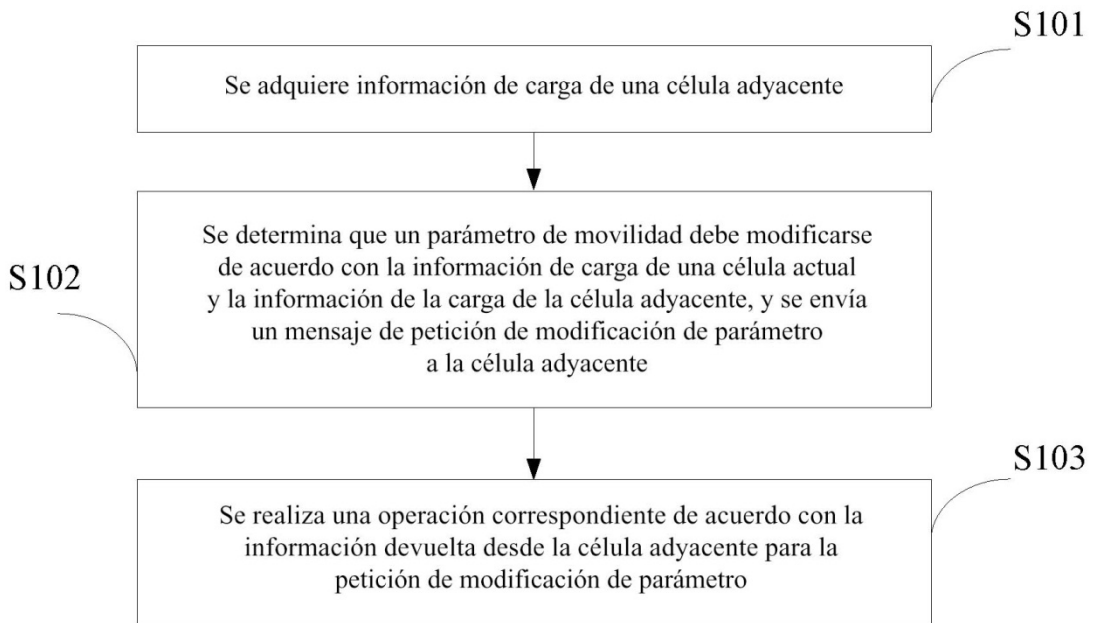 S101
Se adquiere información de carga de una célula adyacente
S102
Se determina que un parámetro de movilidad debe modificarse
de acuerdo con la información de carga de una célula actual
y la información de la carga de la célula adyacente, y se envía
un mensaje de petición de modificación de parámetro
a la célula adyacente
S103
Se realiza una operación correspondiente de acuerdo con la
información devuelta desde la célula adyacente para la
petición de modificación de parámetro